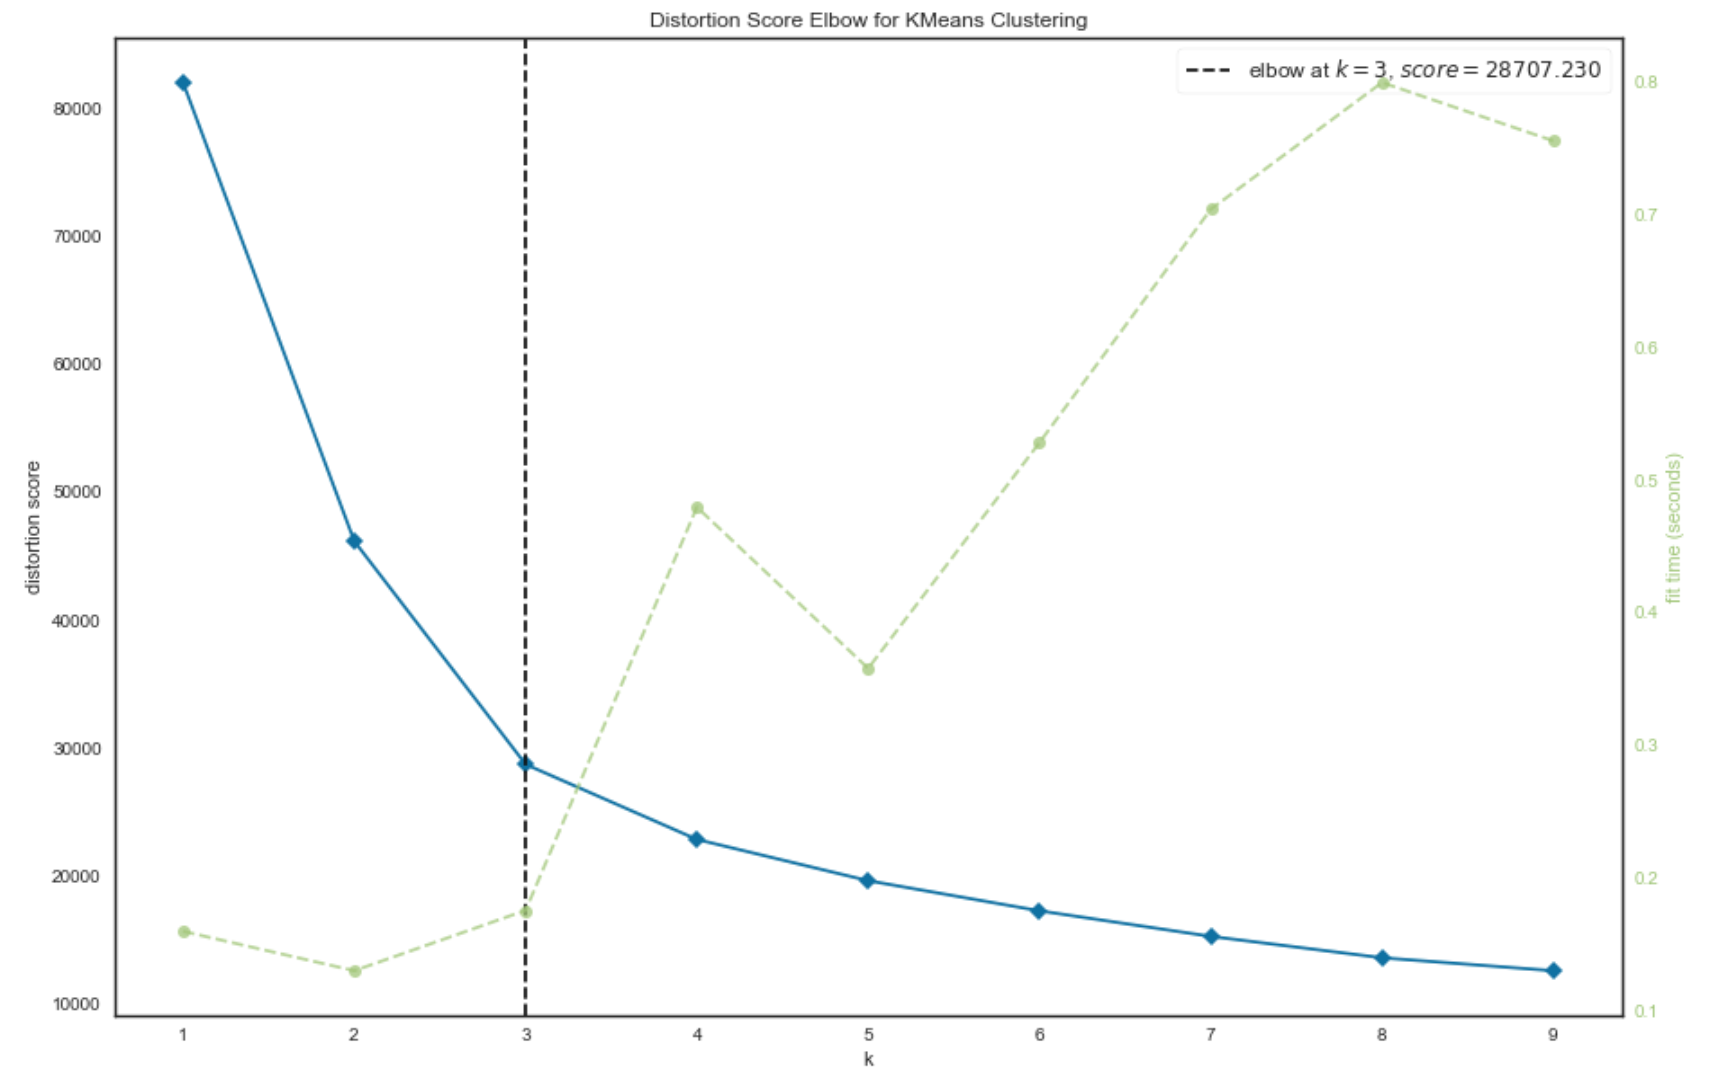 Distortion Score Elbow for KMeans Clustering
elbow at k = 3, score = 28707.230
80000
70000
60000
50000
40000
30000
20000
10000
distortion score
0.8
0.7
0.6
0.5
0.4
0.3
0.2
0.1
fit time (seconds)
1 2 3 4 5 6 7 8 9
k